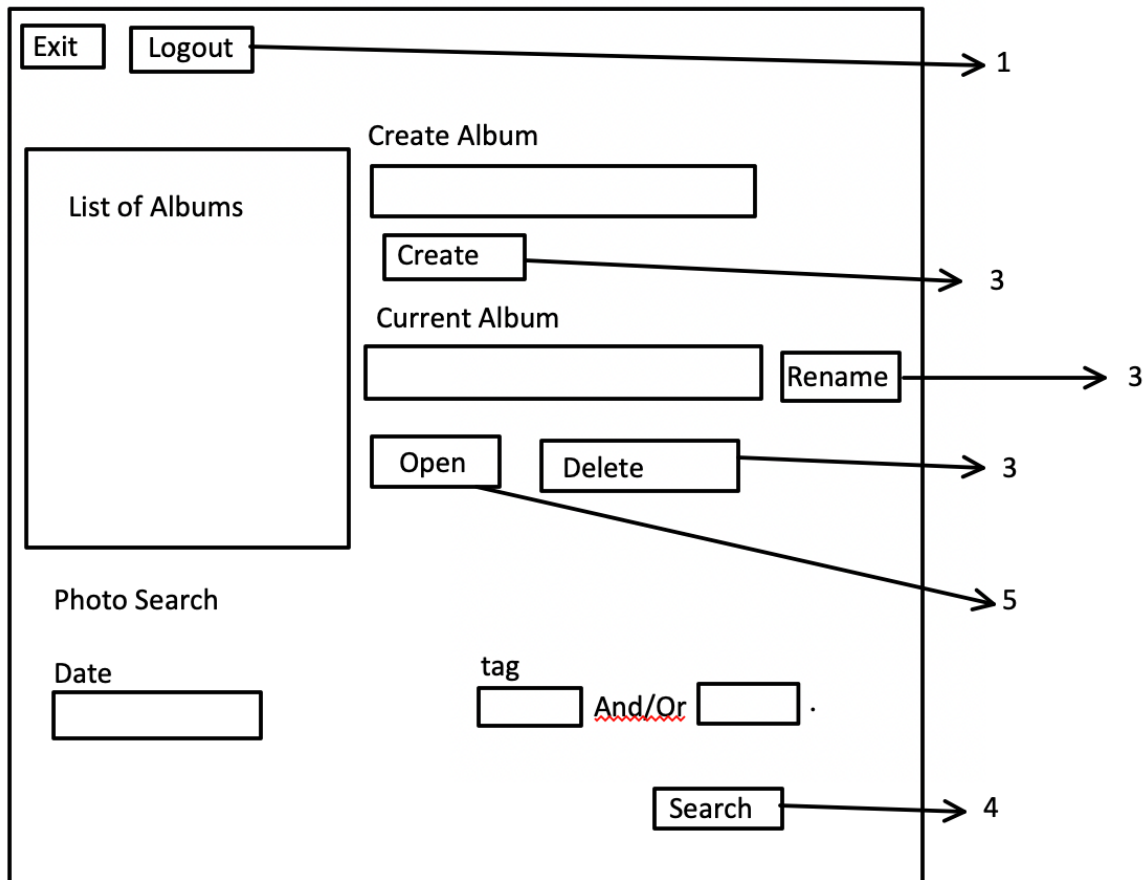 Exit
Logout
1
Create Album
List of Albums
Create
3
Current Album
Rename
3
Open
Delete
3
5
Photo Search
Date
tag
And/Or
.
Search
4